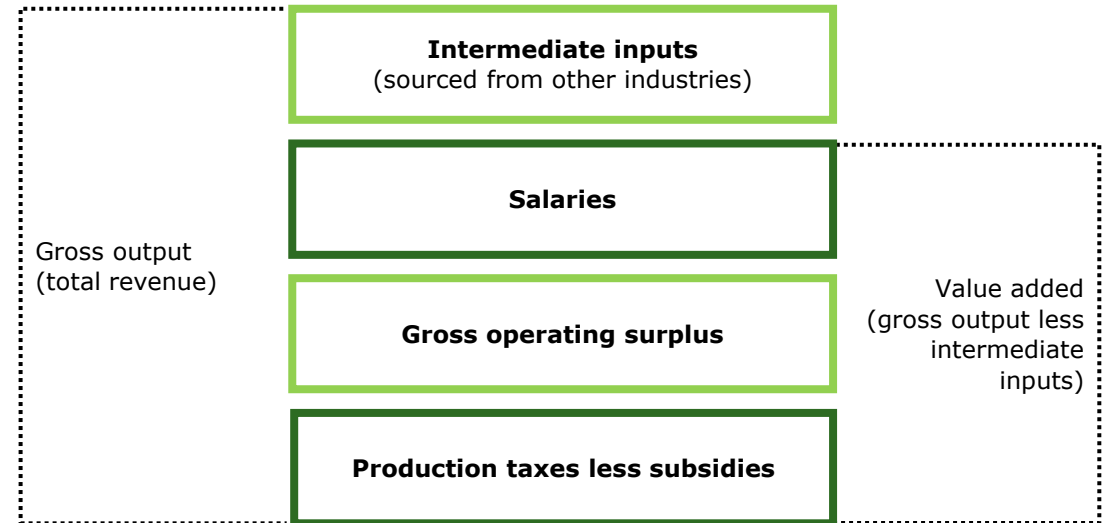 Intermediate inputs
(sourced from other industries)
Salaries
Gross output
(total revenue)
Gross operating surplus
Value added
(gross output less
intermediate
inputs)
Production taxes less subsidies